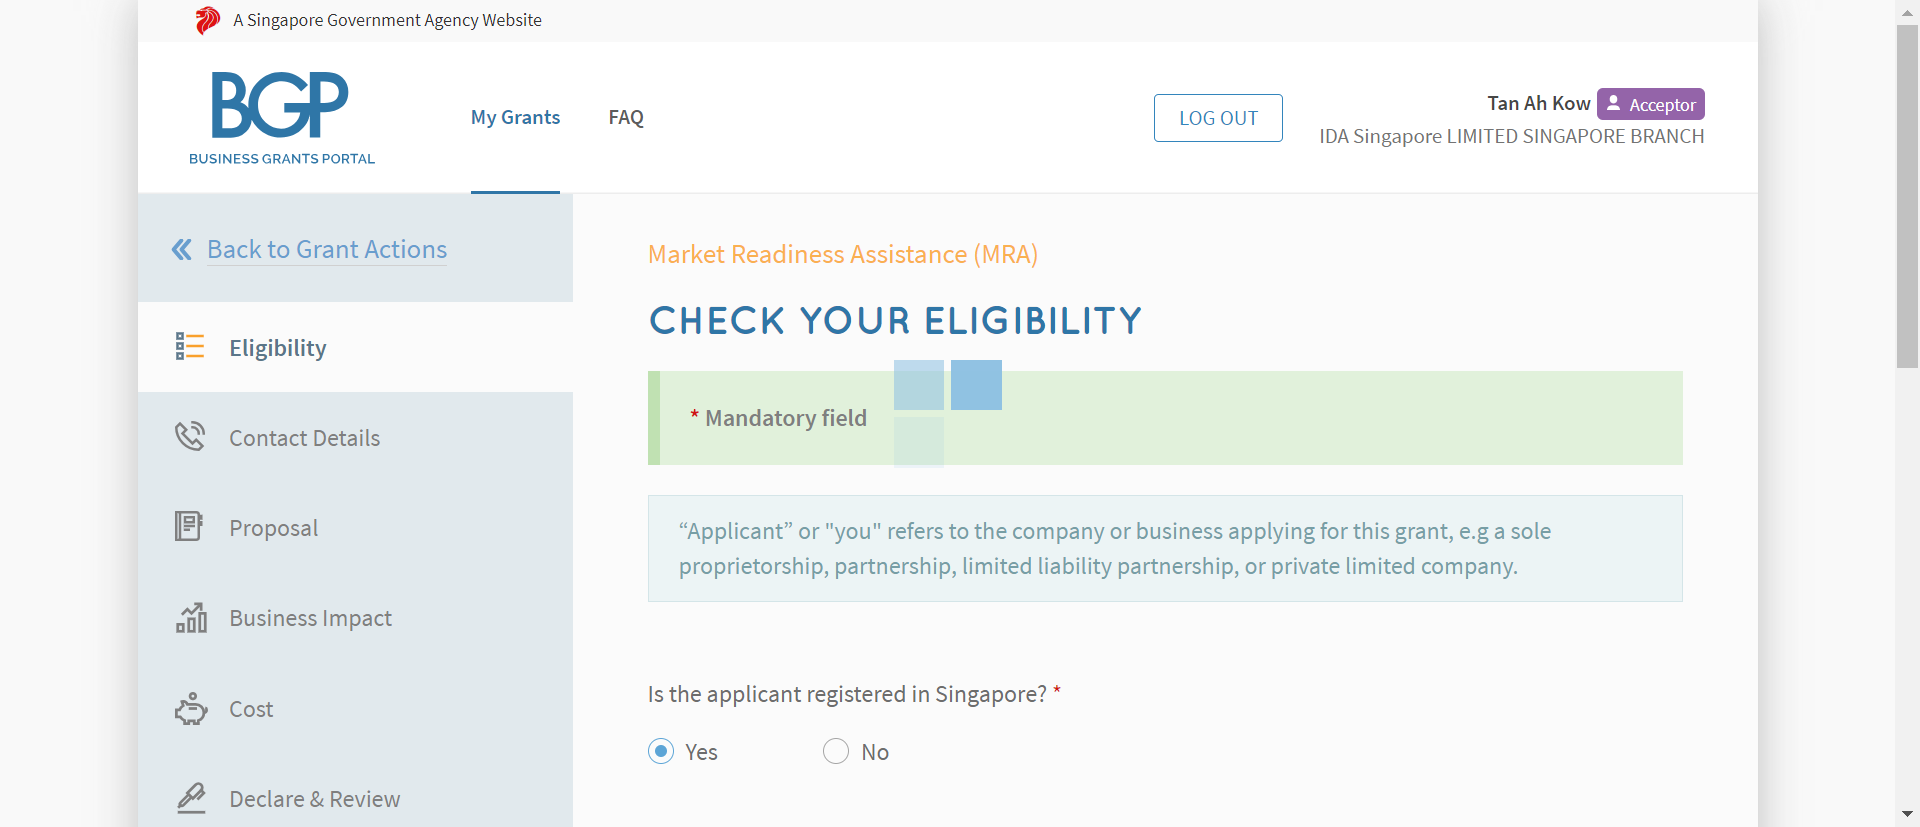 A Singapore Government Agency Website
BGP
BUSINESS GRANTS PORTAL
My Grants
FAQ
LOG OUT
Tan Ah Kow Acceptor
IDA Singapore LIMITED SINGAPORE BRANCH
Back to Grant Actions
Eligibility
Contact Details
Proposal
Business Impact
Cost
Declare & Review
Market Readiness Assistance (MRA)
CHECK YOUR ELIGIBILITY
* Mandatory field
“Applicant” or "you" refers to the company or business applying for this grant, e.g a sole
proprietorship, partnership, limited liability partnership, or private limited company.
Is the applicant registered in Singapore? *
Yes
No